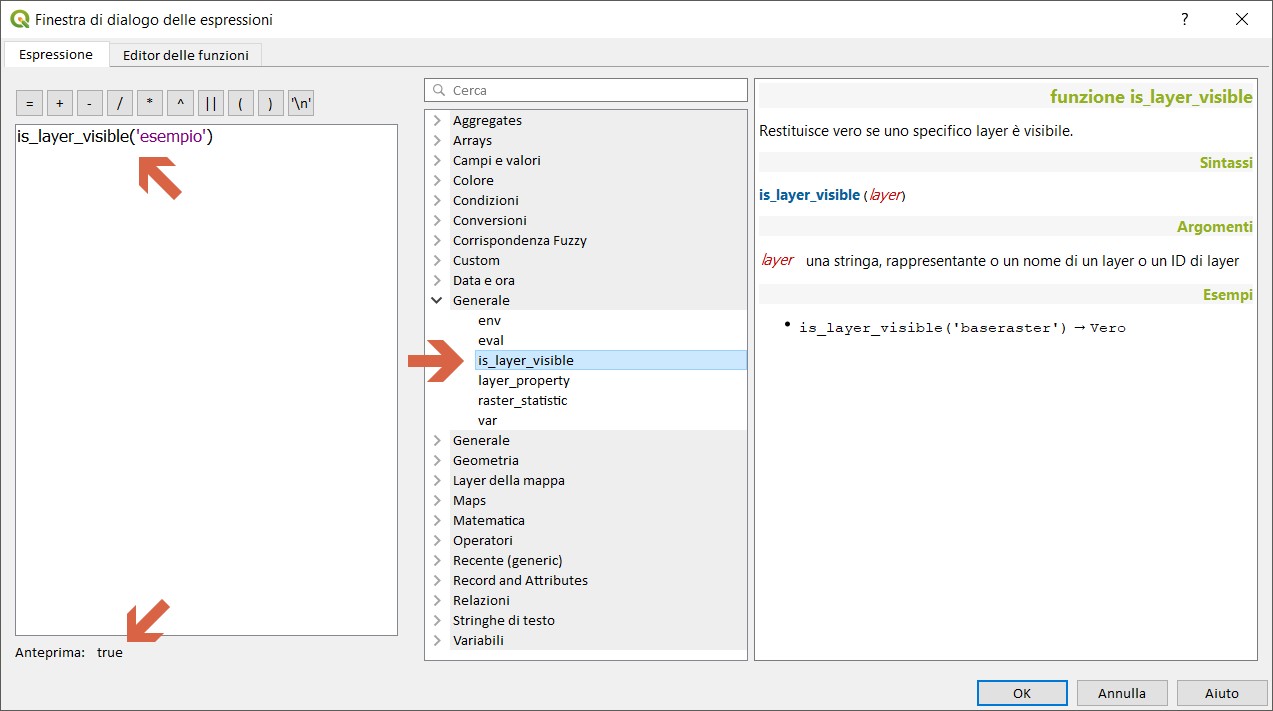 Finestra di dialogo delle espressioni
?
Espressione
Editor delle funzioni
= + - / * ^ || ( ) '\n'
is_layer_visible('esempio')
Anteprima: true
Cerca
Aggregates
Arrays
Campi e valori
Colore
Condizioni
Conversioni
Corrispondenza Fuzzy
Custom
Data e ora
Generale
env
eval
is_layer_visible
layer_property
raster_statistic
var
Generale
Geometria
Layer della mappa
Maps
Matematica
Operatori
Recente (generic)
Record and Attributes
Relazioni
Stringhe di testo
Variabili
funzione is_layer_visible
Restituisce vero se uno specifico layer è visibile.
Sintassi
is_layer_visible (layer)
Argomenti
layer una stringa, rappresentante o un nome di un layer o un ID di layer
Esempi
• is_layer_visible('baseraster') → Vero
OK
Annulla
Aiuto